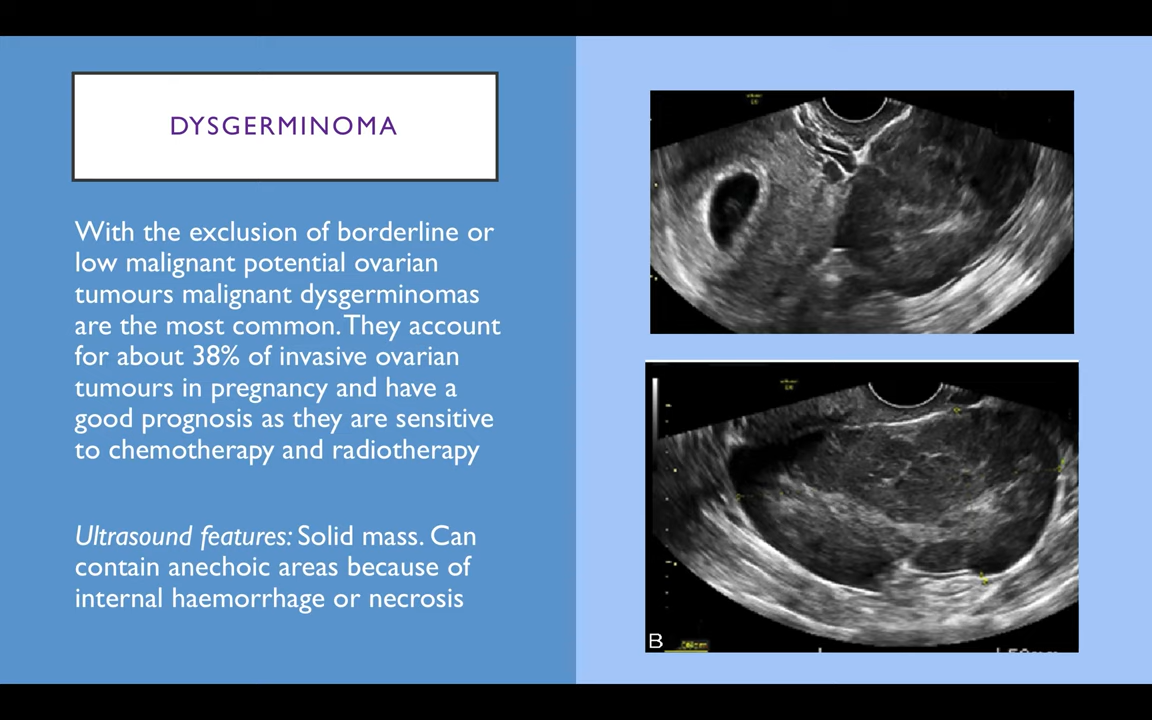 DYSGERMINOMA
With the exclusion of borderline or
low malignant potential ovarian
tumours malignant dysgerminomas
are the most common. They account
for about 38% of invasive ovarian
tumours in pregnancy and have a
good prognosis as they are sensitive
to chemotherapy and radiotherapy
Ultrasound features: Solid mass. Can
contain anechoic areas because of
internal haemorrhage or necrosis
B